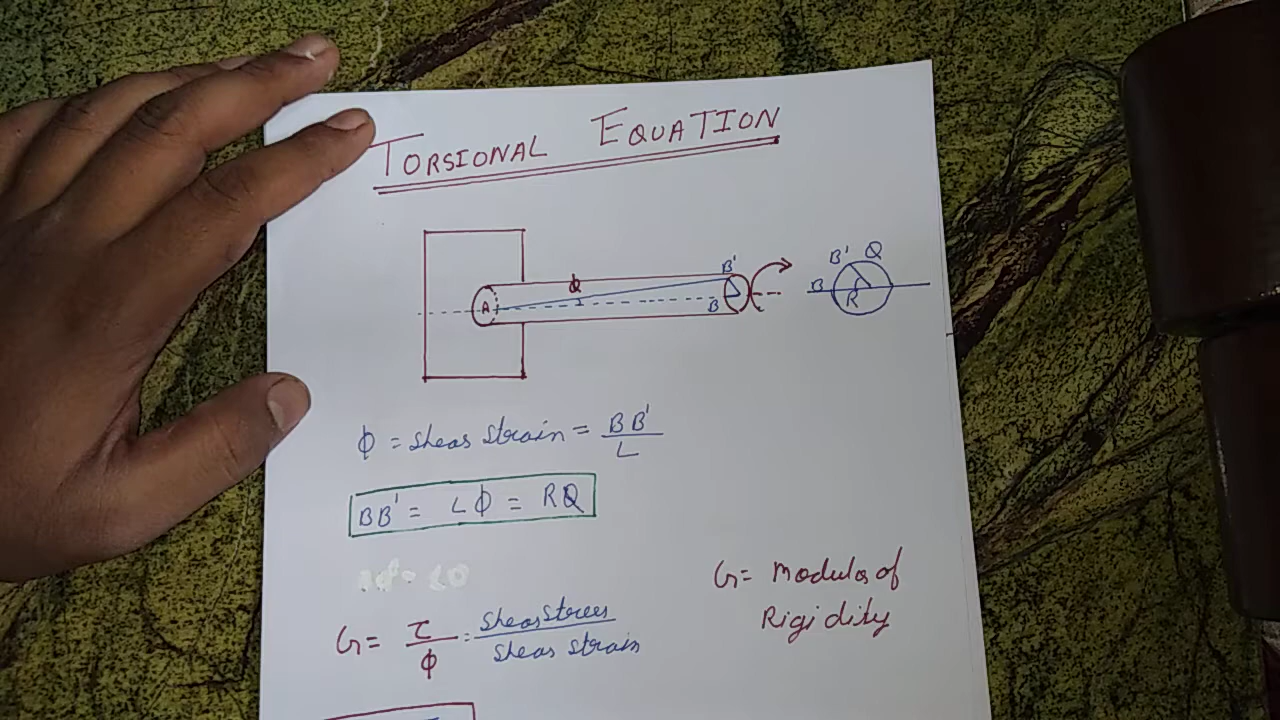 TORSIONAL EQUATION
A
ϕ
B'
B
B' Q
B
R
ϕ = Shear Strain = BB' / L
BB' = Lϕ = RQ
G = τ / ϕ = Shear Stress / Shear Strain
G = Modulus of
Rigidity